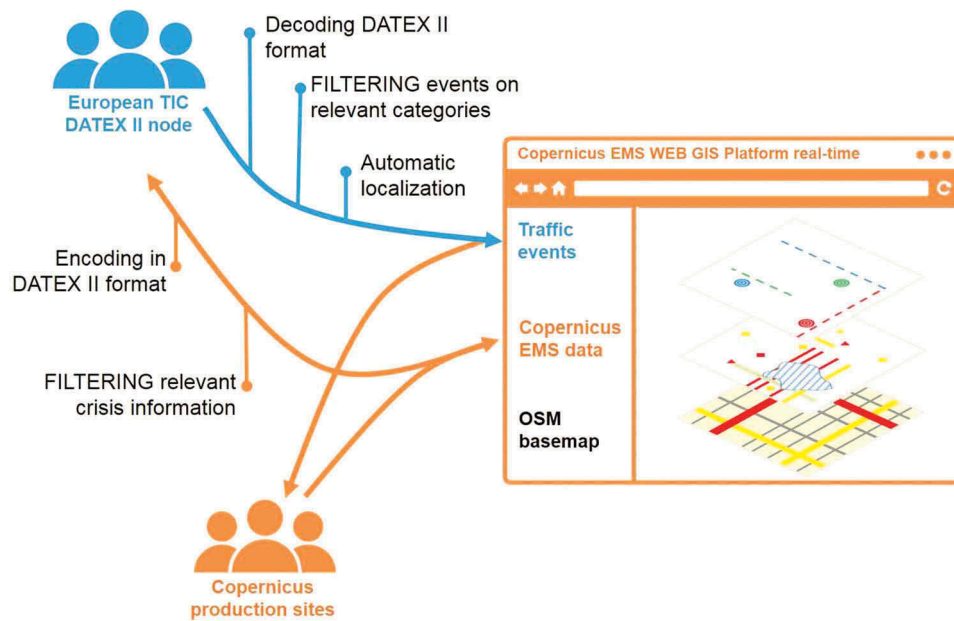 Decoding DATEX II
format
European TIC
DATEX II node
FILTERING events on
relevant categories
Automatic
localization
Encoding in
DATEX II format
FILTERING relevant
crisis information
Copernicus EMS WEB GIS Platform real-time
Traffic
events
Copernicus
EMS data
OSM
basemap
Copernicus
production sites